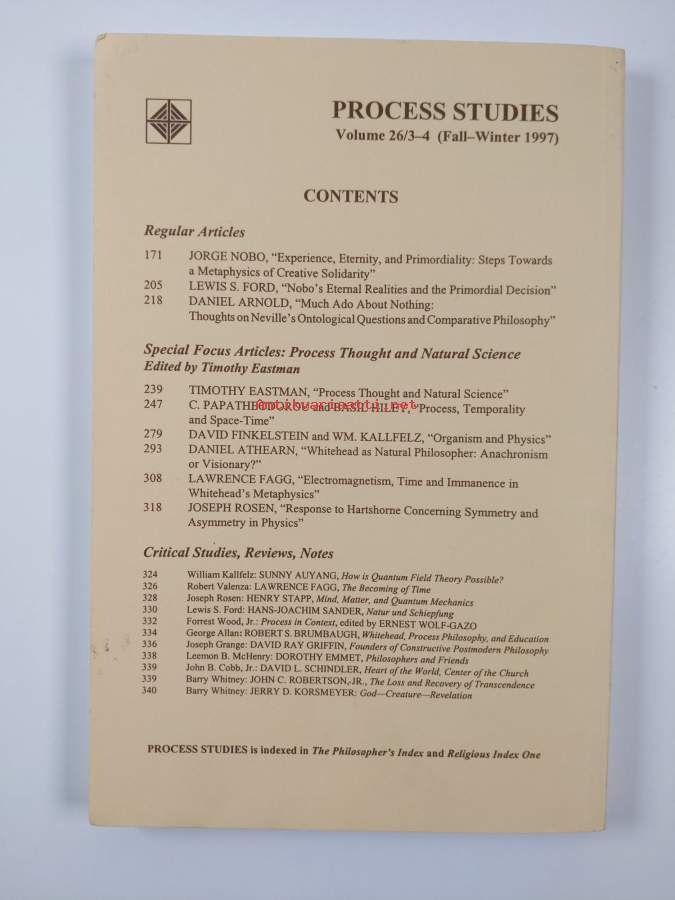 PROCESS STUDIES
Volume 26/3–4 (Fall–Winter 1997)
CONTENTS
Regular Articles
171 JORGE NOBO, “Experience, Eternity, and Primordiality: Steps Towards
a Metaphysics of Creative Solidarity”
205 LEWIS S. FORD, “Nobo’s Eternal Realities and the Primordial Decision”
218 DANIEL ARNOLD, “Much Ado About Nothing:
Thoughts on Neville’s Ontological Questions and Comparative Philosophy”
Special Focus Articles: Process Thought and Natural Science
Edited by Timothy Eastman
239 TIMOTHY EASTMAN, “Process Thought and Natural Science”
247 C. PAPATHEODOROU and BASIL HILEY, “Process, Temporality
Antikvariaatti.net
and Space-Time”
279 DAVID FINKELSTEIN and WM. KALLFELZ, “Organism and Physics”
293 DANIEL ATHEARN, “Whitehead as Natural Philosopher: Anachronism
or Visionary?”
308 LAWRENCE FAGG, “Electromagnetism, Time and Immanence in
Whitehead’s Metaphysics”
318 JOSEPH ROSEN, “Response to Hartshorne Concerning Symmetry and
Asymmetry in Physics”
Critical Studies, Reviews, Notes
324 William Kallfelz: SUNNY AUYANG, How is Quantum Field Theory Possible?
326 Robert Valenza: LAWRENCE FAGG, The Becoming of Time
328 Joseph Rosen: HENRY STAPP, Mind, Matter, and Quantum Mechanics
330 Lewis S. Ford: HANS-JOACHIM SANDER, Natur und Schiepfung
332 Forrest Wood, Jr.: Process in Context, edited by ERNEST WOLF-GAZO
334 George Allan: ROBERT S. BRUMBAUGH, Whitehead, Process Philosophy, and Education
336 Joseph Grange: DAVID RAY GRIFFIN, Founders of Constructive Postmodern Philosophy
338 Leemon B. McHenry: DOROTHY EMMET, Philosophers and Friends
339 John B. Cobb, Jr.: DAVID L. SCHINDLER, Heart of the World, Center of the Church
339 Barry Whitney: JOHN C. ROBERTSON, JR., The Loss and Recovery of Transcendence
340 Barry Whitney: JERRY D. KORSMEYER: God—Creature—Revelation
PROCESS STUDIES is indexed in The Philosopher’s Index and Religious Index One